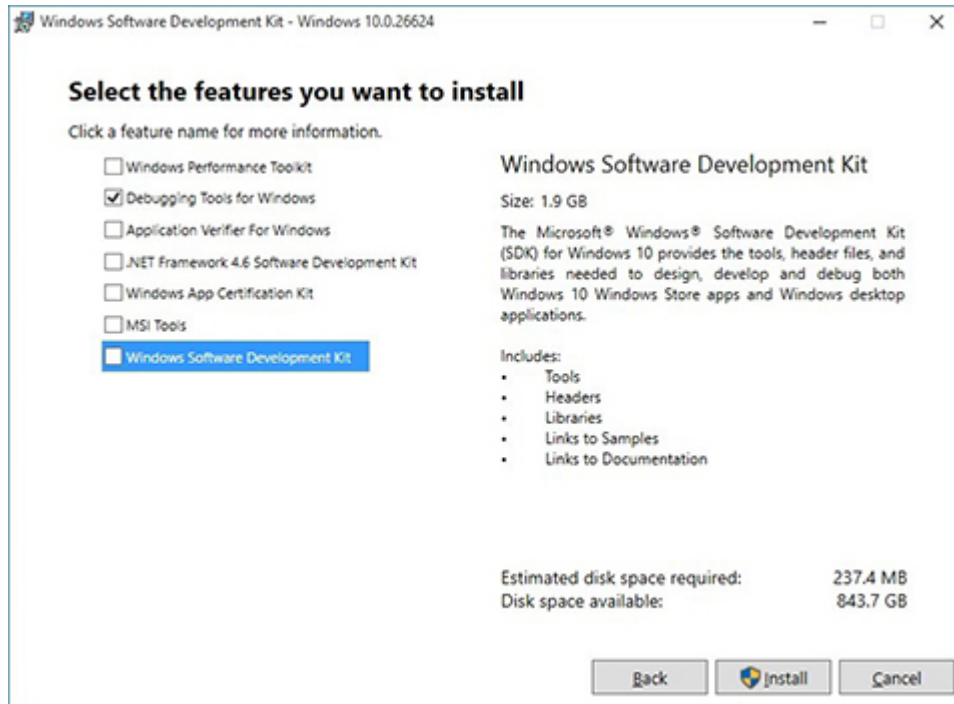 Windows Software Development Kit - Windows 10.0.26624
Select the features you want to install
Click a feature name for more information.
Windows Performance Toolkit
Debugging Tools for Windows
Application Verifier For Windows
.NET Framework 4.6 Software Development Kit
Windows App Certification Kit
MSI Tools
Windows Software Development Kit
Windows Software Development Kit
Size: 1.9 GB
The Microsoft® Windows® Software Development Kit
(SDK) for Windows 10 provides the tools, header files, and
libraries needed to design, develop and debug both
Windows 10 Windows Store apps and Windows desktop
applications.
Includes:
• Tools
• Headers
• Libraries
• Links to Samples
• Links to Documentation
Estimated disk space required: 237.4 MB
Disk space available: 843.7 GB
Back Install Cancel